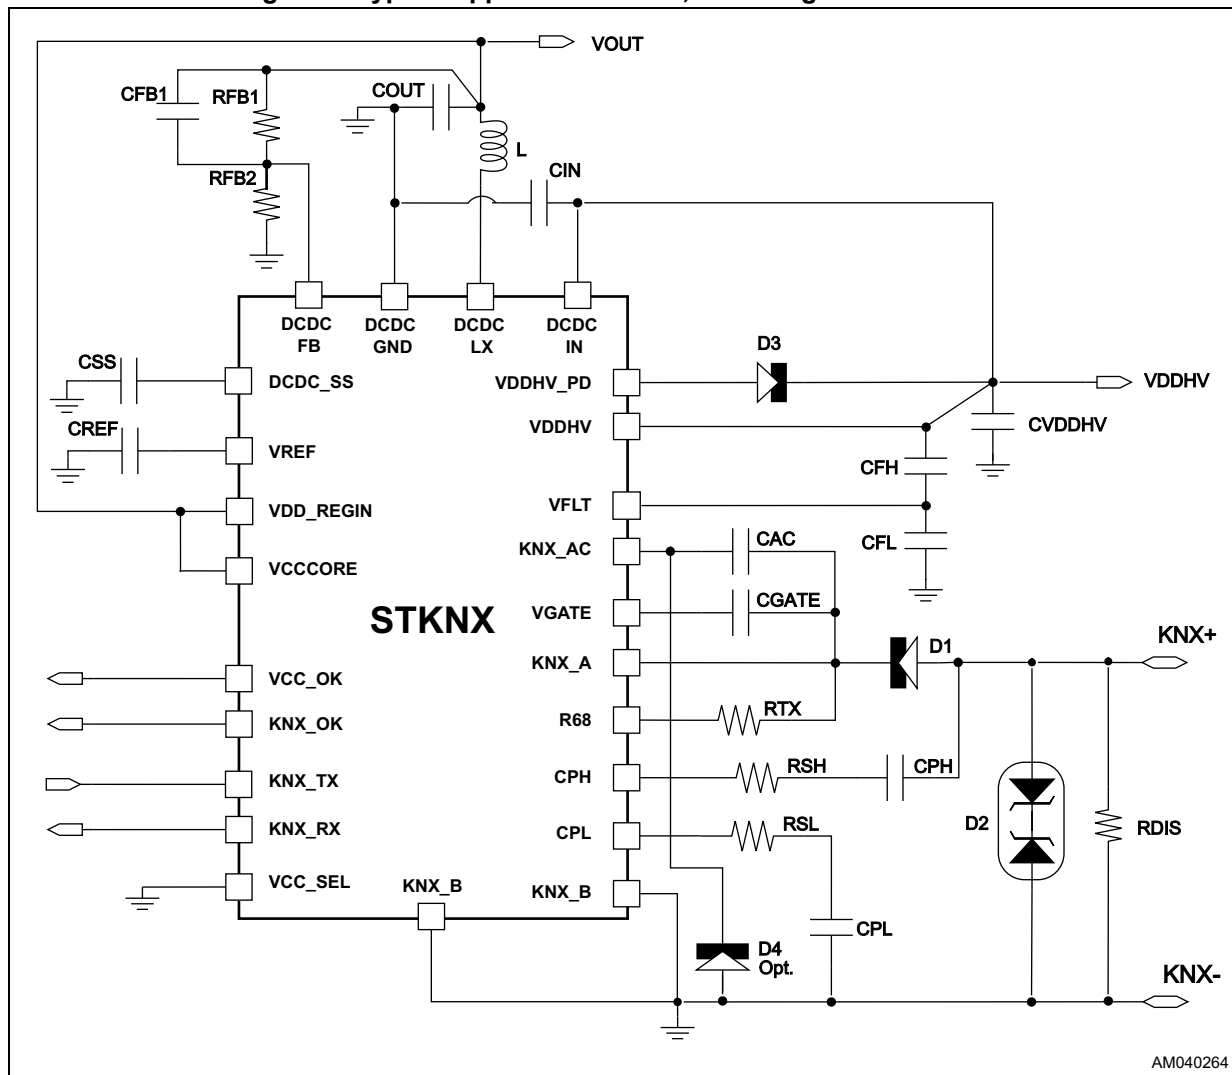 VOUT
COUT
CFB1
RFB1
L
CIN
RFB2
DCDC FB
DCDC GND
DCDC LX
DCDC IN
CSS
DCDC_SS
VDDHV_PD
D3
VDDHV
VDDHV
CVDDHV
CREF
VREF
CFH
VDD_REGIN
VFLT
CFL
KNX_AC
CAC
VCCCORE
STKNX
VGATE
CGATE
KNX_A
D1
KNX+
VCC_OK
KNX_OK
R68
RTX
KNX_TX
CPH
RSH
CPH
KNX_RX
CPL
RSL
D2
RDIS
VCC_SEL
KNX_B
KNX_B
CPL
D4
Opt.
KNX-
AM040264